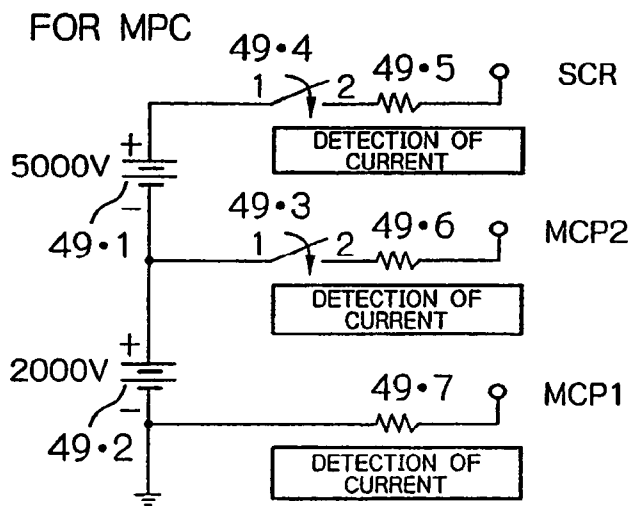 FOR MPC
49•4
49•5
SCR
1
2
DETECTION OF
CURRENT
+
5000V
−
49•1
49•3
49•6
MCP2
1
2
DETECTION OF
CURRENT
+
2000V
−
49•2
49•7
MCP1
DETECTION OF
CURRENT